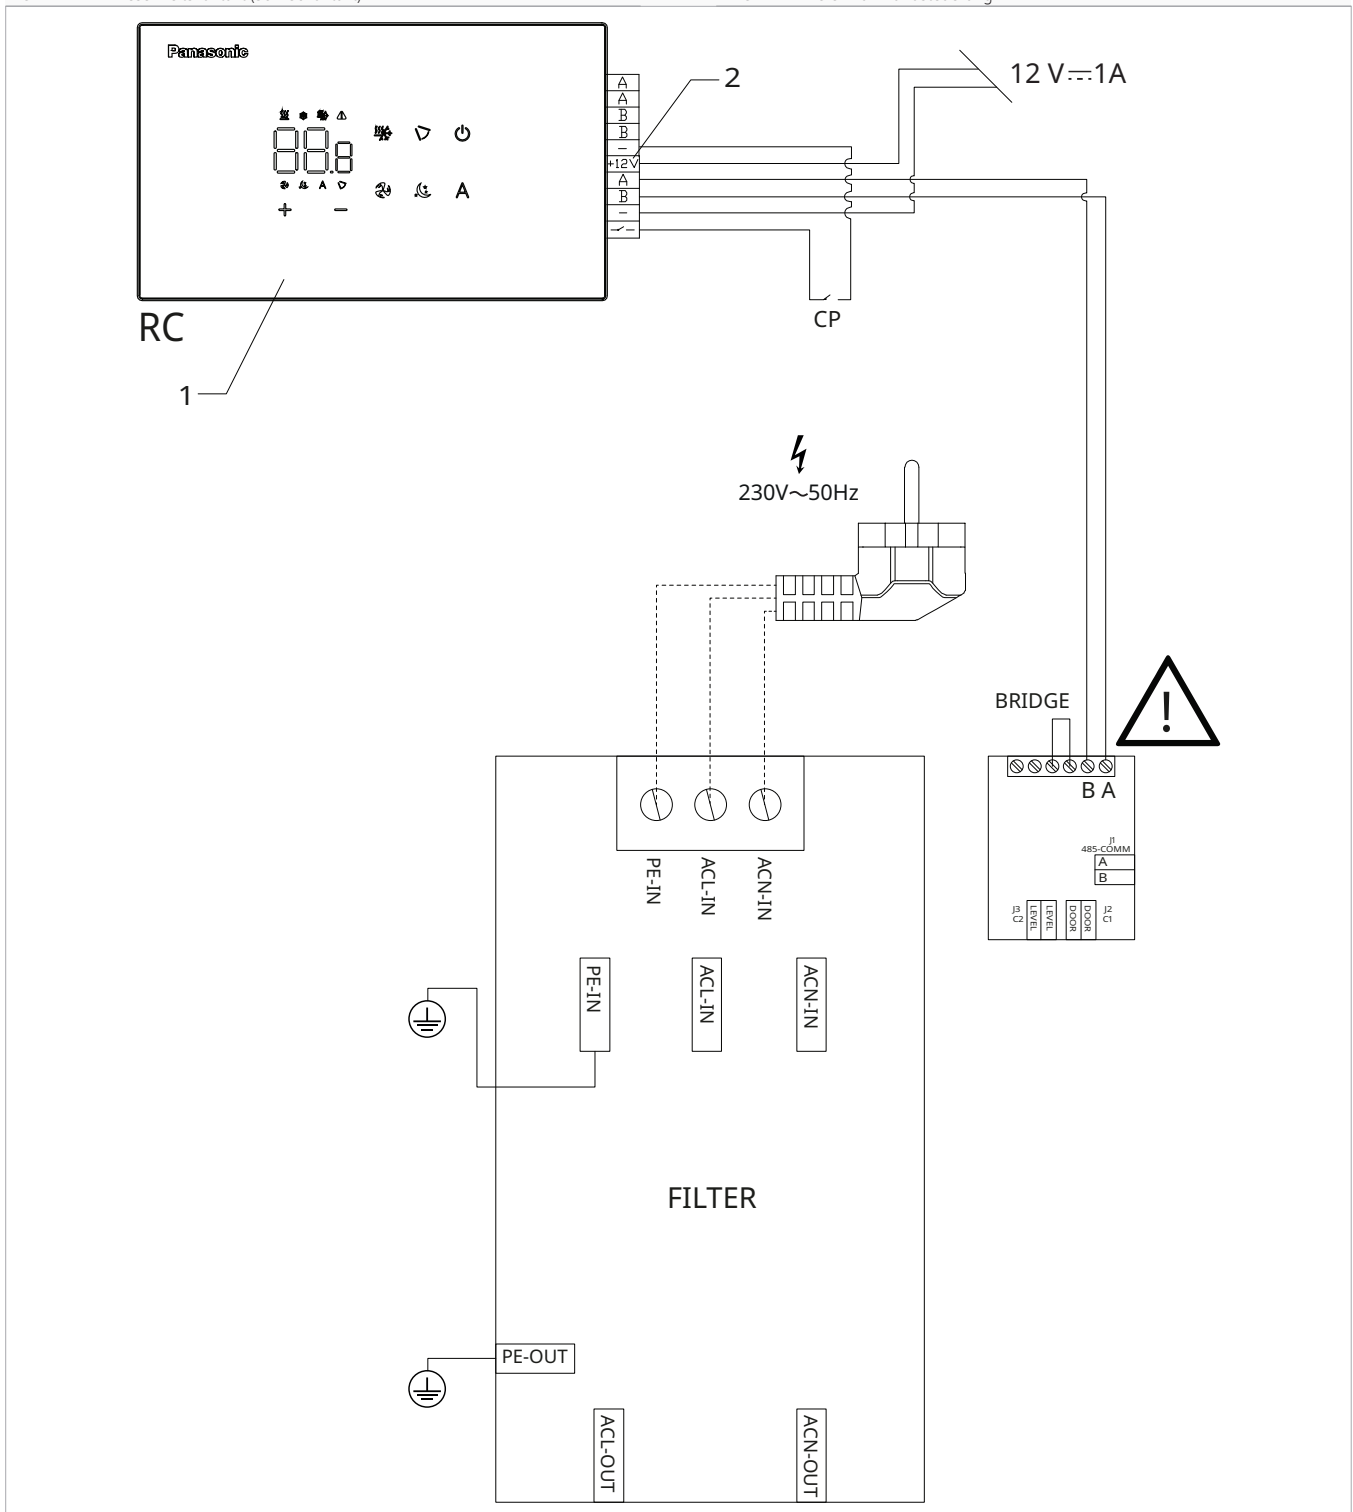 Panasonic
A
A
B
B
−
+12V
A
B
−
2
12 V⎓1A
88.8
A
A
+ −
CP
RC
1
230V～50Hz
BRIDGE
!
B A
J1
485-COMM
A
B
J3
C2
LEVEL
LEVEL
DOOR
DOOR
J2
C1
PE-IN
ACL-IN
ACN-IN
PE-IN
ACL-IN
ACN-IN
FILTER
PE-OUT
ACL-OUT
ACN-OUT